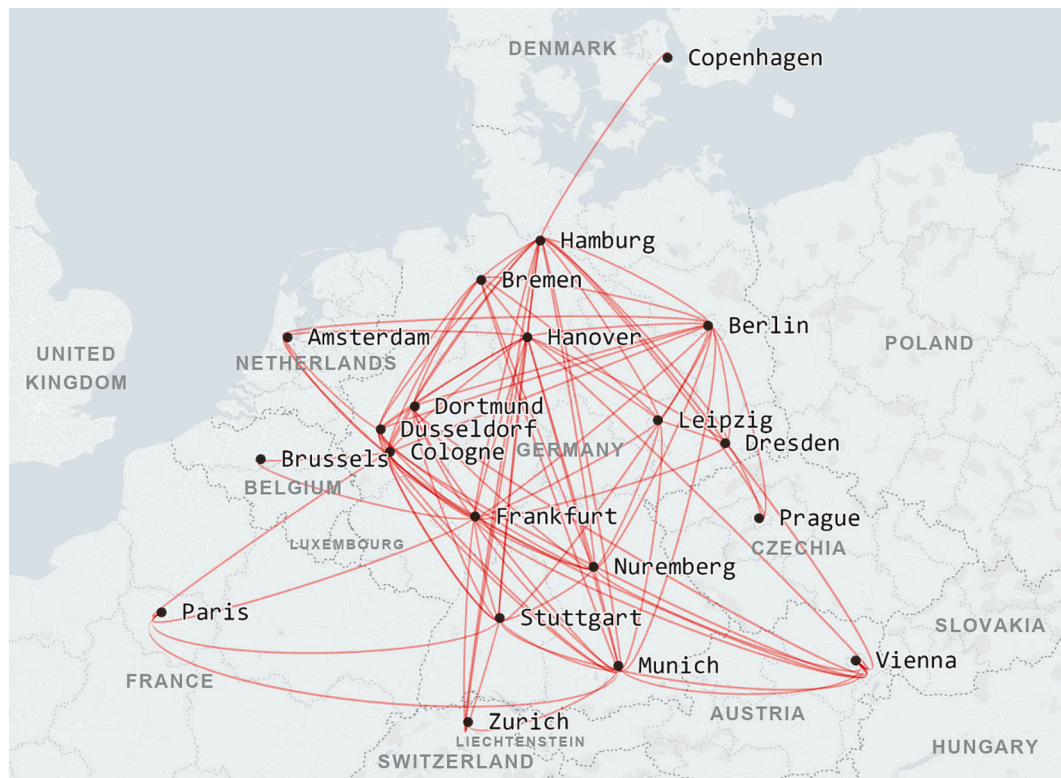 DENMARK
Copenhagen
Hamburg
Bremen
Berlin
Amsterdam
Hanover
NETHERLANDS
POLAND
UNITED
KINGDOM
Dortmund
Dusseldorf
Leipzig
Dresden
Cologne
GERMANY
Brussels
BELGIUM
Frankfurt
Prague
CZECHIA
LUXEMBOURG
Nuremberg
Paris
Stuttgart
SLOVAKIA
Munich
Vienna
FRANCE
AUSTRIA
Zurich
LIECHTENSTEIN
HUNGARY
SWITZERLAND